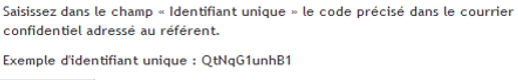 Saisissez dans le champ « Identifiant unique » le code précisé dans le courrier
confidentiel adressé au référent.
Exemple d'identifiant unique : QtNqG1unhB1